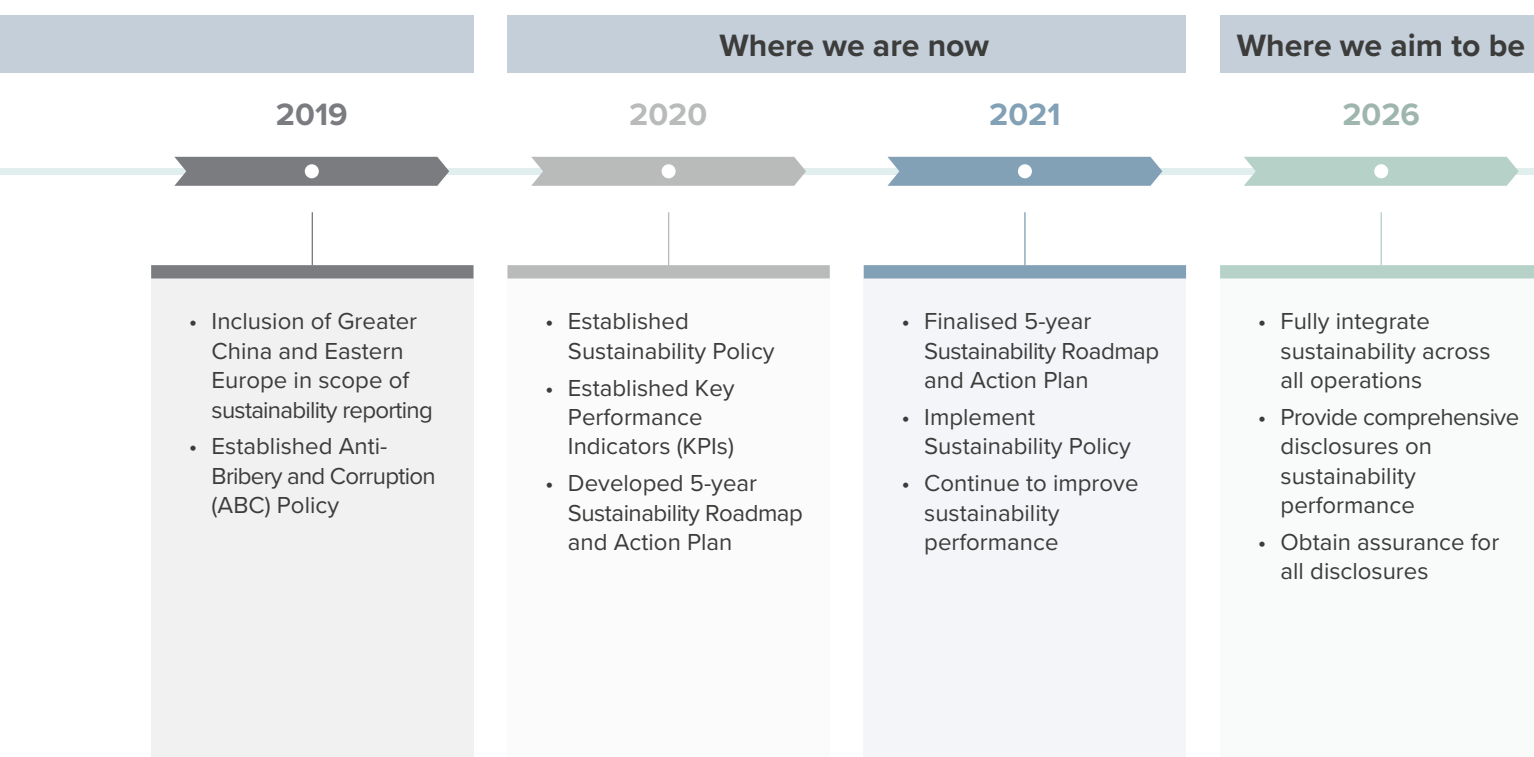 Where we are now
Where we aim to be
2019
2020
2021
2026
• Inclusion of Greater
China and Eastern
Europe in scope of
sustainability reporting
• Established Anti-
Bribery and Corruption
(ABC) Policy
• Established
Sustainability Policy
• Established Key
Performance
Indicators (KPIs)
• Developed 5-year
Sustainability Roadmap
and Action Plan
• Finalised 5-year
Sustainability Roadmap
and Action Plan
• Implement
Sustainability Policy
• Continue to improve
sustainability
performance
• Fully integrate
sustainability across
all operations
• Provide comprehensive
disclosures on
sustainability
performance
• Obtain assurance for
all disclosures